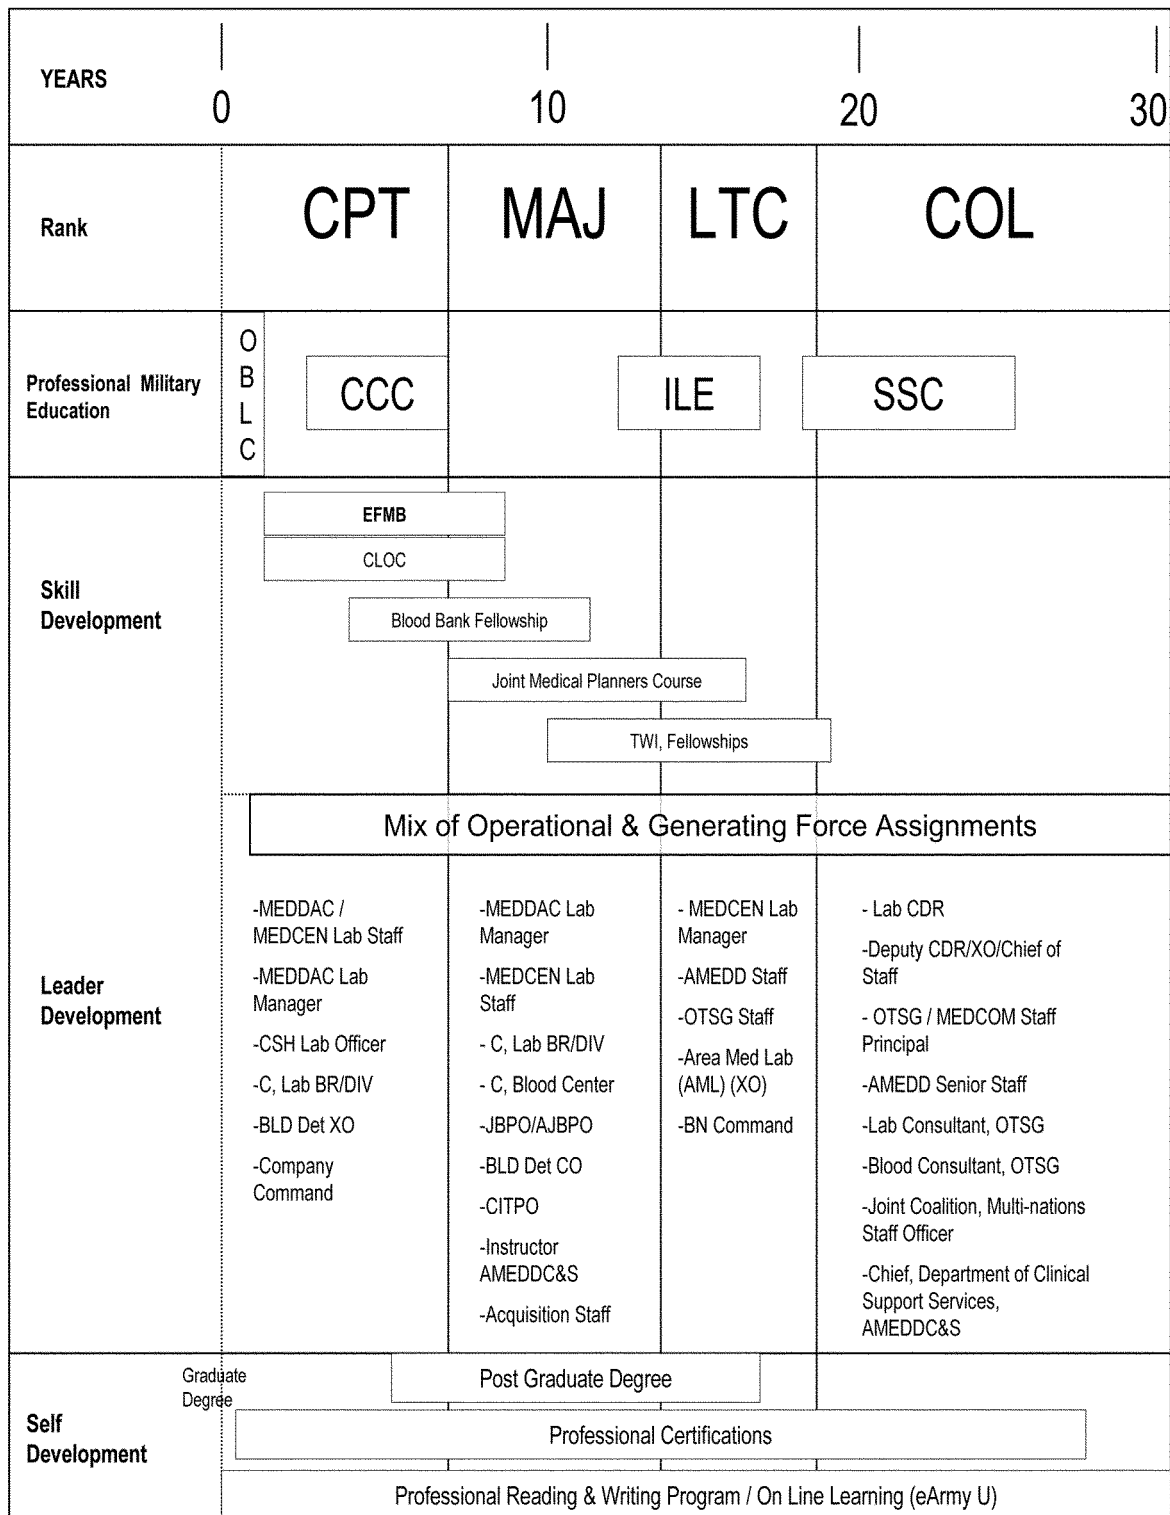 YEARS
0
10
20
30
Rank
CPT
MAJ
LTC
COL
Professional Military
Education
O
B
L
C
CCC
ILE
SSC
Skill
Development
EFMB
CLOC
Blood Bank Fellowship
Joint Medical Planners Course
TWI, Fellowships
Mix of Operational & Generating Force Assignments
Leader
Development
-MEDDAC /
MEDCEN Lab Staff
-MEDDAC Lab
Manager
-CSH Lab Officer
-C, Lab BR/DIV
-BLD Det XO
-Company
Command
-MEDDAC Lab
Manager
-MEDCEN Lab
Staff
- C, Lab BR/DIV
- C, Blood Center
-JBPO/AJBPO
-BLD Det CO
-CITPO
-Instructor
AMEDDC&S
-Acquisition Staff
- MEDCEN Lab
Manager
-AMEDD Staff
-OTSG Staff
-Area Med Lab
(AML) (XO)
-BN Command
- Lab CDR
-Deputy CDR/XO/Chief of
Staff
- OTSG / MEDCOM Staff
Principal
-AMEDD Senior Staff
-Lab Consultant, OTSG
-Blood Consultant, OTSG
-Joint Coalition, Multi-nations
Staff Officer
-Chief, Department of Clinical
Support Services,
AMEDDC&S
Self
Development
Graduate
Degree
Post Graduate Degree
Professional Certifications
Professional Reading & Writing Program / On Line Learning (eArmy U)